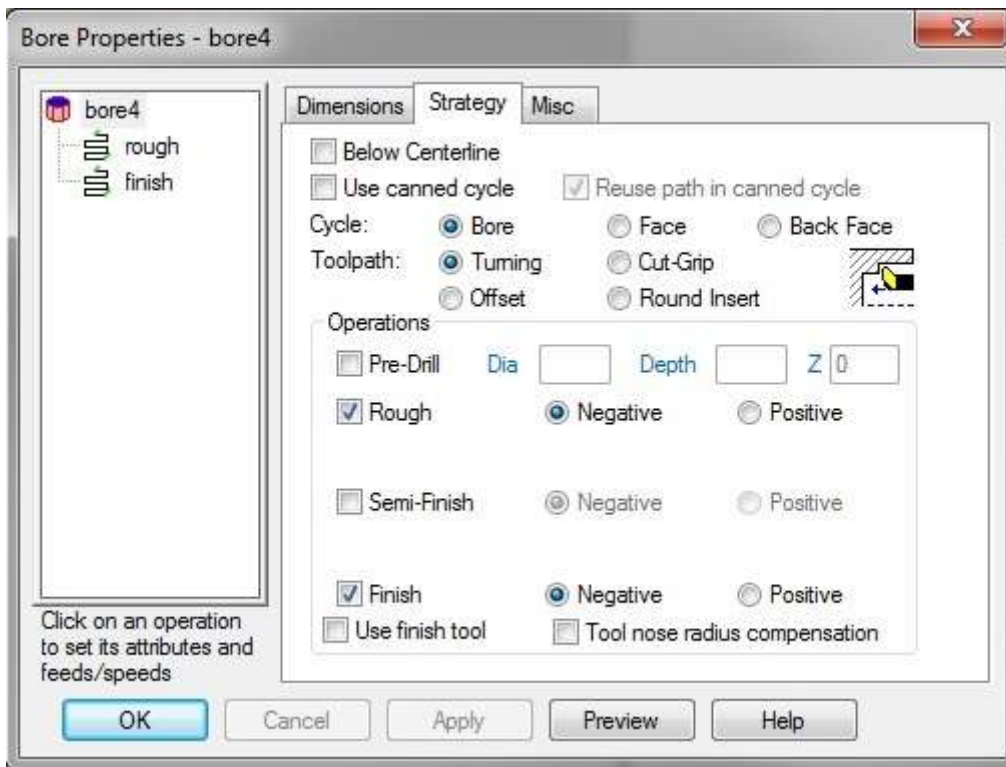 Bore Properties - bore4
bore4
rough
finish
Click on an operation
to set its attributes and
feeds/speeds
Dimensions Strategy Misc
Below Centerline
Use canned cycle Reuse path in canned cycle
Cycle: Bore Face Back Face
Toolpath: Turning Cut-Grip
Offset Round Insert
Operations
Pre-Drill Dia Depth Z 0
Rough Negative Positive
Semi-Finish Negative Positive
Finish Negative Positive
Use finish tool Tool nose radius compensation
OK Cancel Apply Preview Help